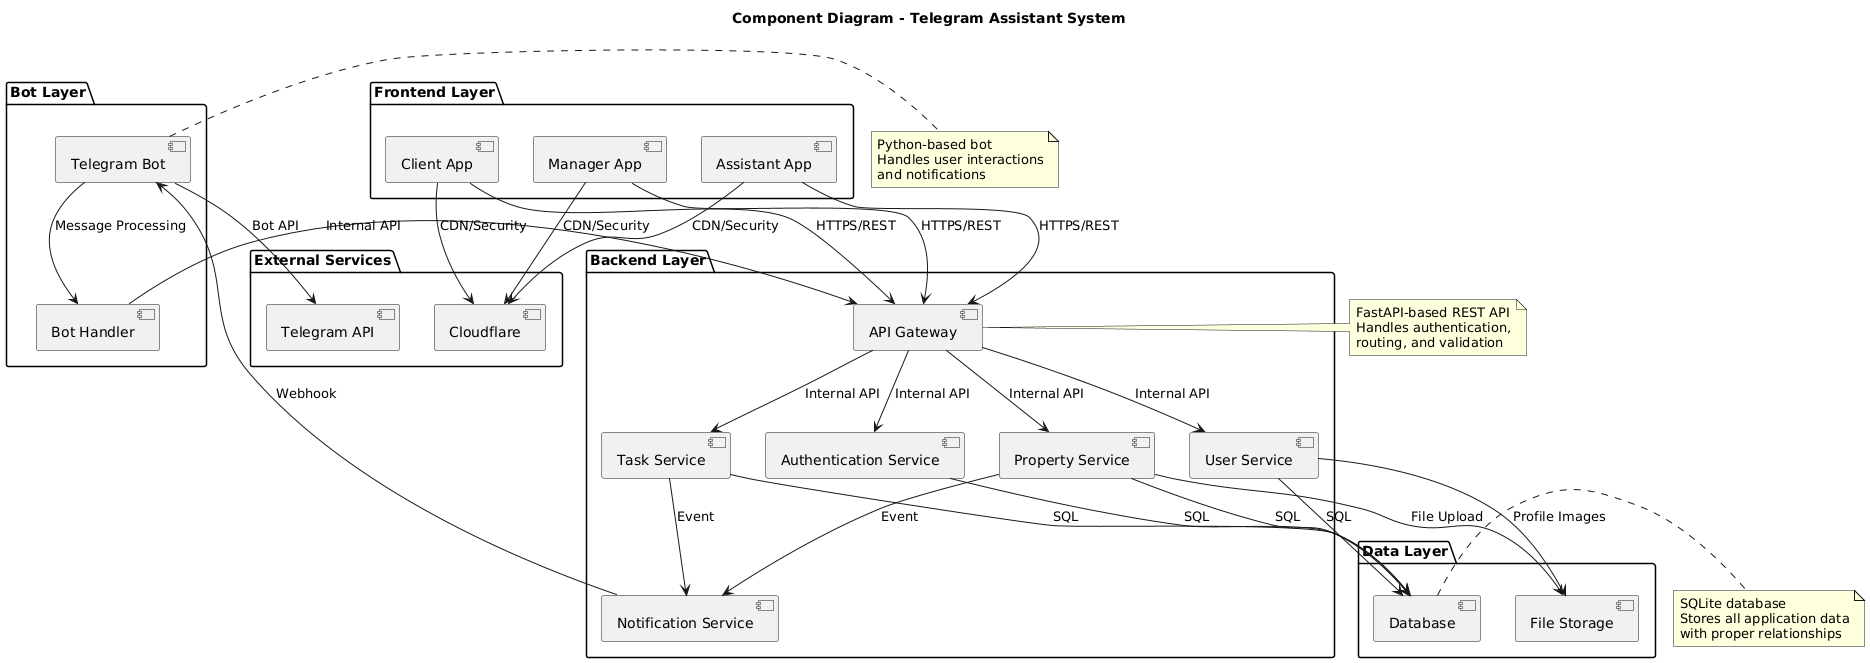 Component Diagram - Telegram Assistant System
Bot Layer
Frontend Layer
Telegram Bot
Client App
Manager App
Assistant App
Python-based bot
Handles user interactions
and notifications
Message Processing
Bot API
Internal API
CDN/Security
CDN/Security
CDN/Security
HTTPS/REST
HTTPS/REST
HTTPS/REST
External Services
Backend Layer
Bot Handler
Telegram API
Cloudflare
API Gateway
FastAPI-based REST API
Handles authentication,
routing, and validation
Webhook
Internal API
Internal API
Internal API
Internal API
Task Service
Authentication Service
Property Service
User Service
Event
Event
SQL
SQL
SQL
SQL
File Upload
Profile Images
Data Layer
Notification Service
Database
File Storage
SQLite database
Stores all application data
with proper relationships